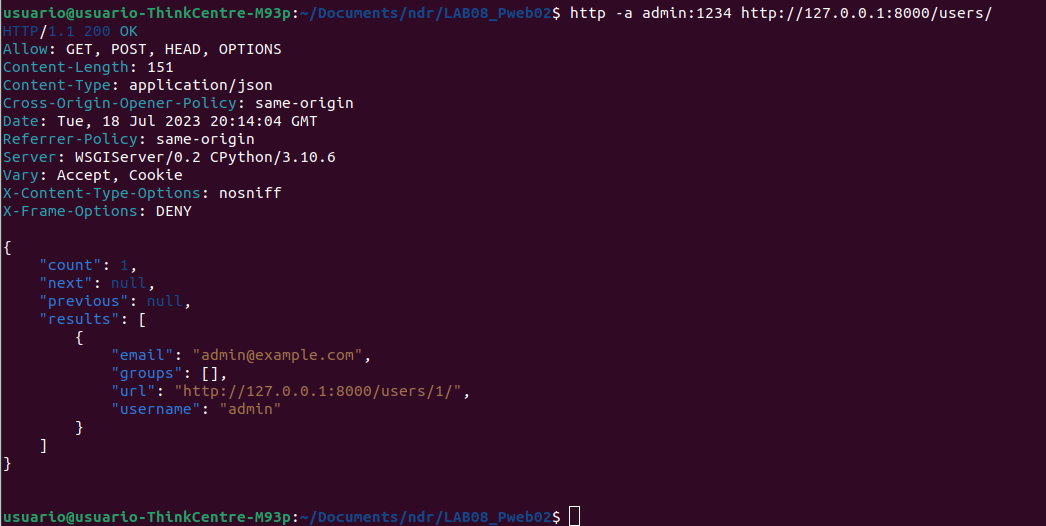 usuario@usuario-ThinkCentre-M93p:~/Documents/ndr/LAB08_Pweb02$ http -a admin:1234 http://127.0.0.1:8000/users/
HTTP/1.1 200 OK
Allow: GET, POST, HEAD, OPTIONS
Content-Length: 151
Content-Type: application/json
Cross-Origin-Opener-Policy: same-origin
Date: Tue, 18 Jul 2023 20:14:04 GMT
Referrer-Policy: same-origin
Server: WSGIServer/0.2 CPython/3.10.6
Vary: Accept, Cookie
X-Content-Type-Options: nosniff
X-Frame-Options: DENY

{
    "count": 1,
    "next": null,
    "previous": null,
    "results": [
        {
            "email": "admin@example.com",
            "groups": [],
            "url": "http://127.0.0.1:8000/users/1/",
            "username": "admin"
        }
    ]
}

usuario@usuario-ThinkCentre-M93p:~/Documents/ndr/LAB08_Pweb02$